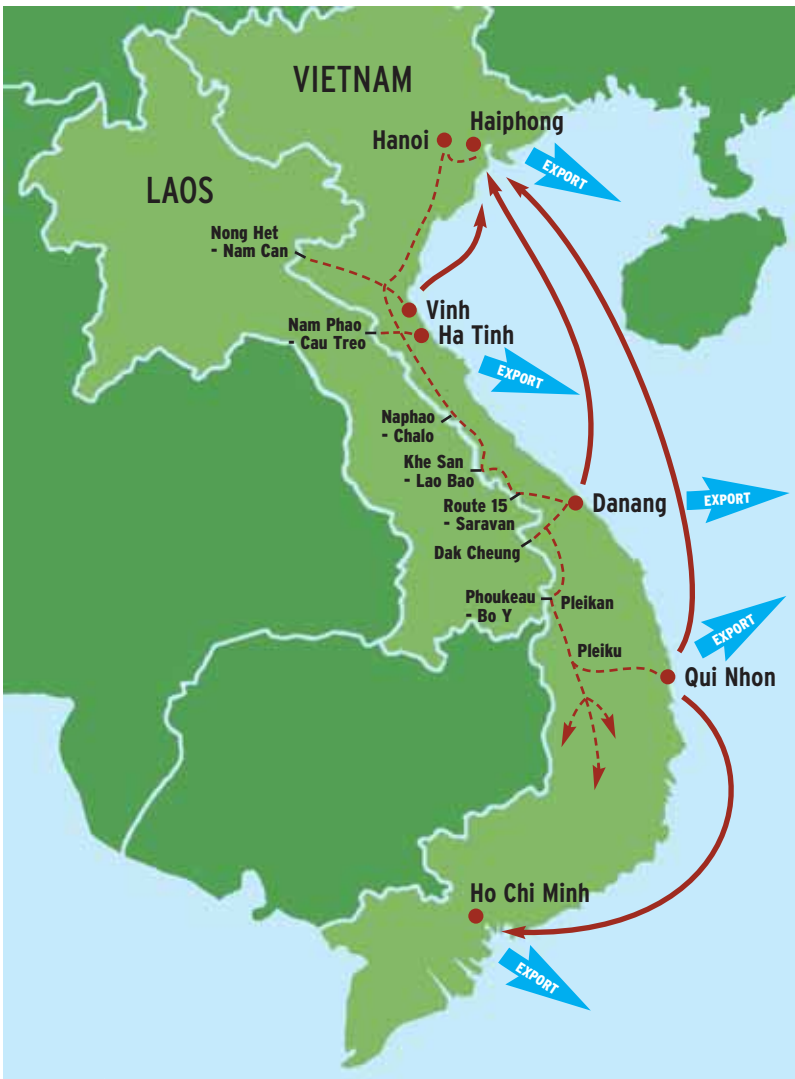 VIETNAM
Haiphong
Hanoi
EXPORT
LAOS
Nong Het
- Nam Can
Vinh
Nam Phao
- Cau Treo
Ha Tinh
EXPORT
Naphao
- Chalo
Khe San
- Lao Bao
EXPORT
Route 15
- Saravan
Danang
Dak Cheung
Phoukeau
- Bo Y
Pleikan
EXPORT
Pleiku
Qui Nhon
Ho Chi Minh
EXPORT